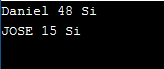 Daniel 48 Si
JOSE 15 Si